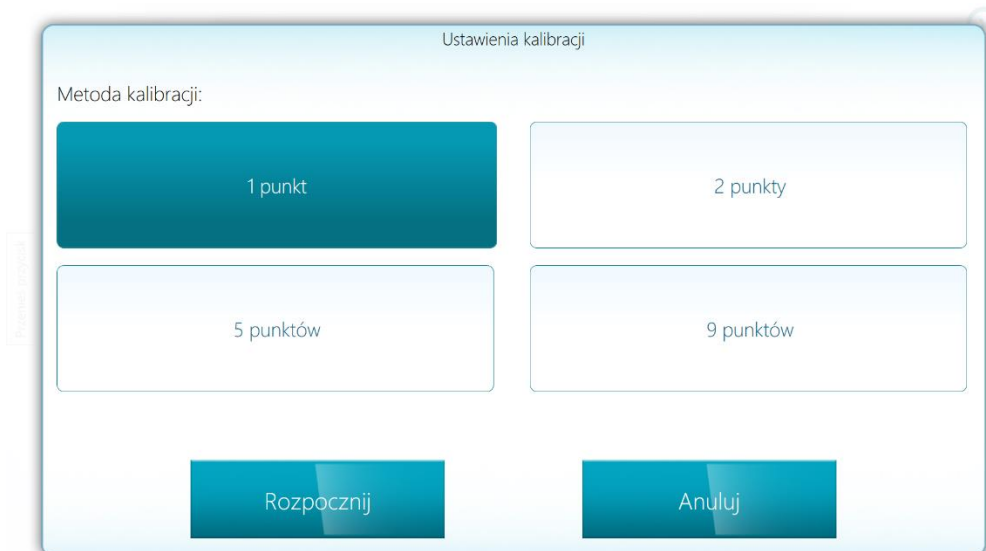 Ustawienia kalibracji
Metoda kalibracji:
1 punkt
2 punkty
5 punktów
9 punktów
Rozpocznij
Anuluj